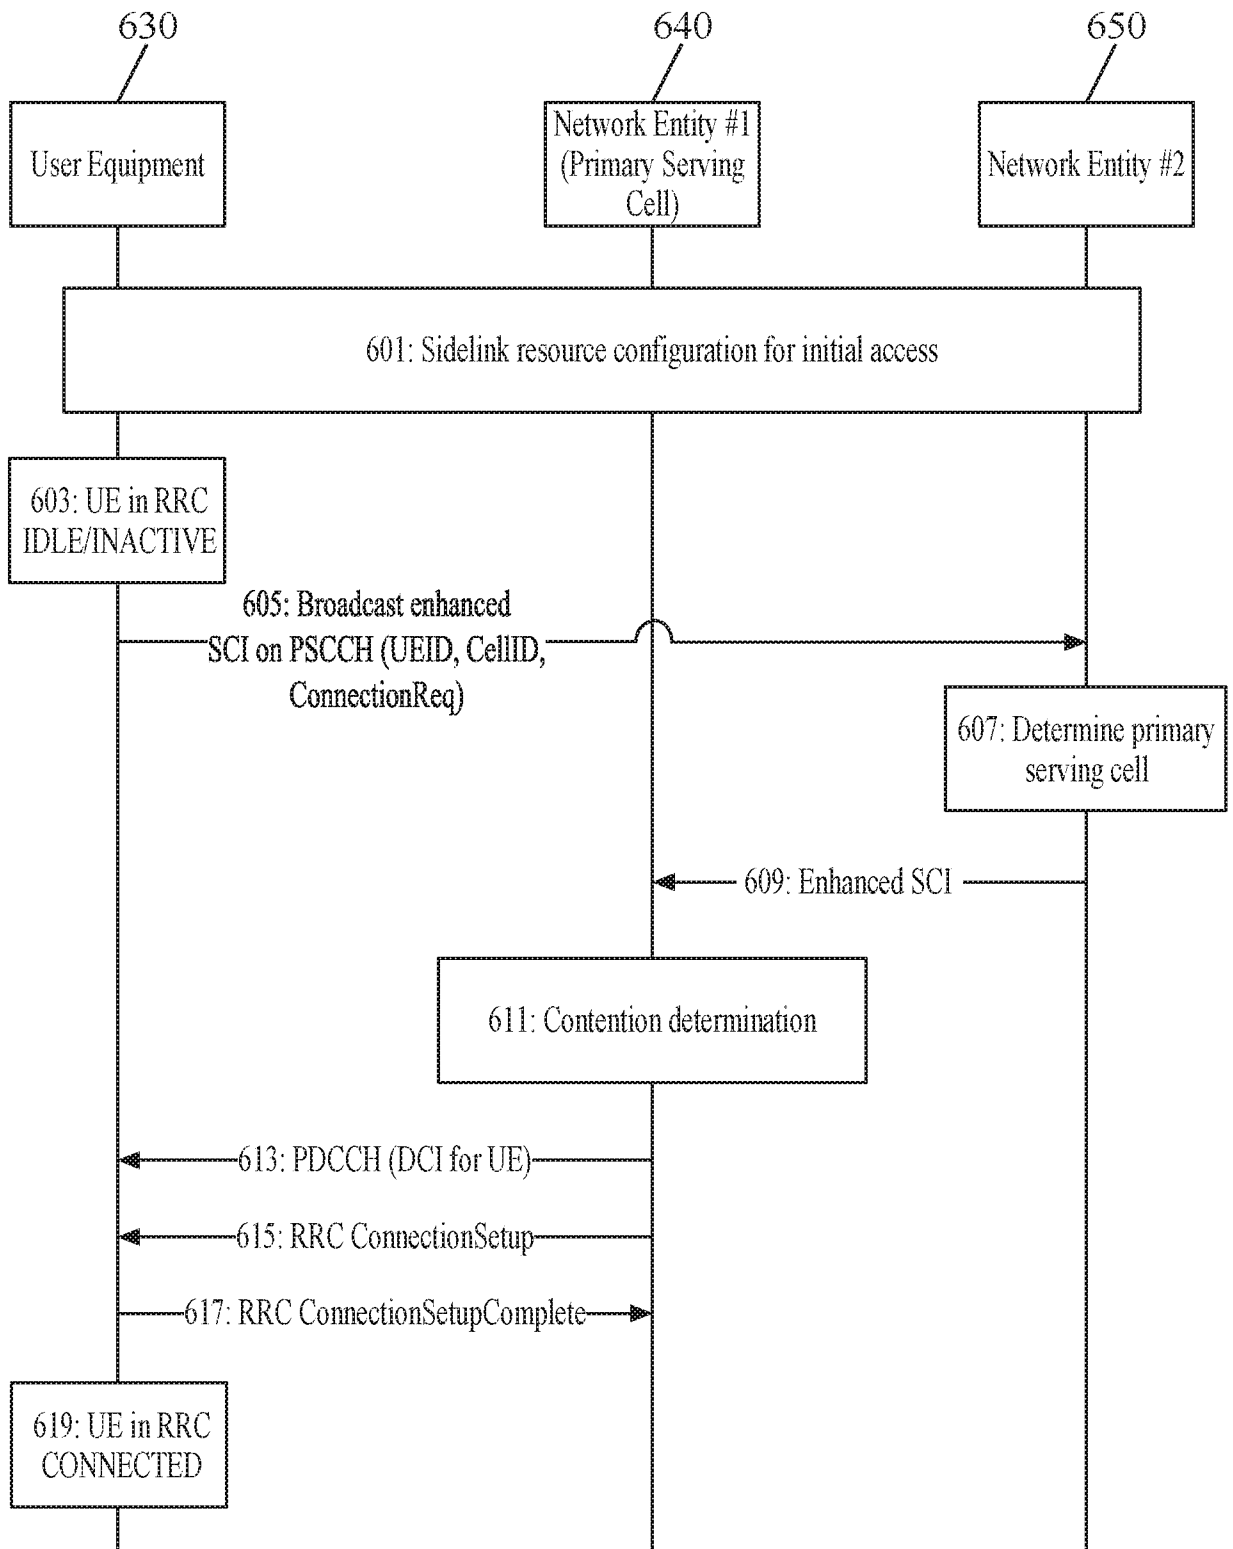 630
640
650
User Equipment
Network Entity #1
(Primary Serving
Cell)
Network Entity #2
601: Sidelink resource configuration for initial access
603: UE in RRC
IDLE/INACTIVE
605: Broadcast enhanced
SCI on PSCCH (UEID, CellID,
ConnectionReq)
607: Determine primary
serving cell
609: Enhanced SCI
611: Contention determination
613: PDCCH (DCI for UE)
615: RRC ConnectionSetup
617: RRC ConnectionSetupComplete
619: UE in RRC
CONNECTED